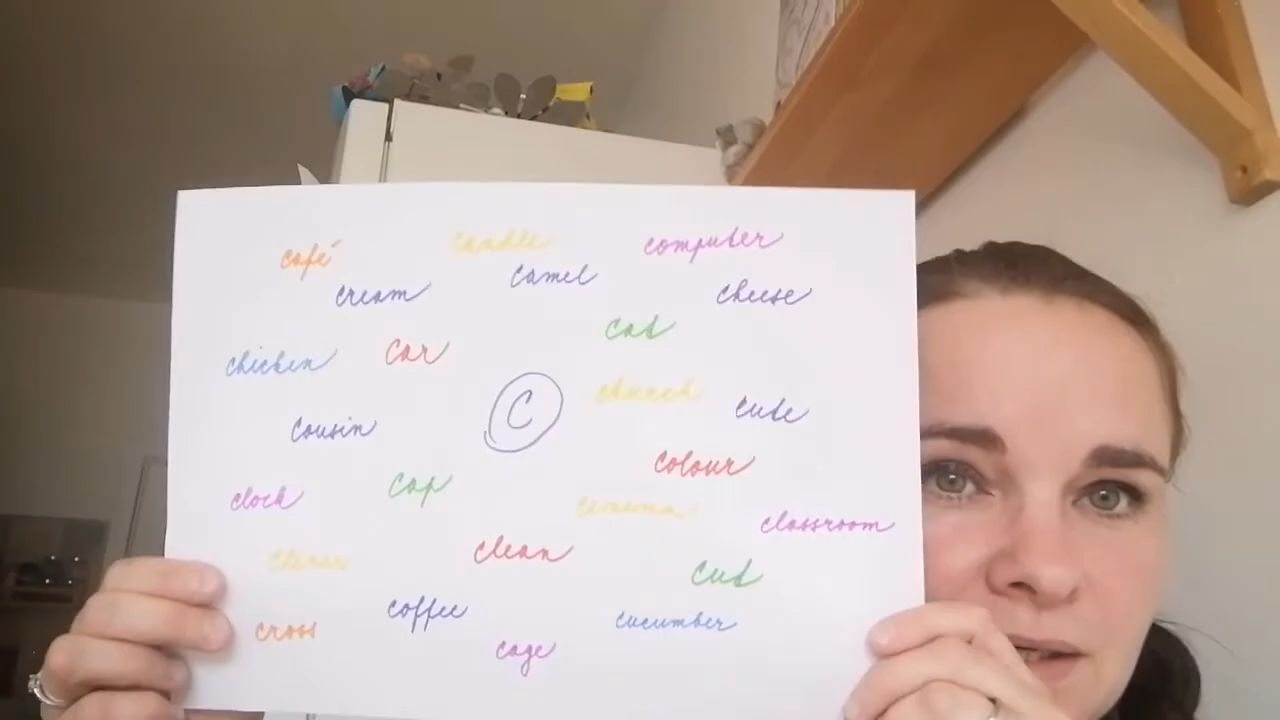 café
candle
computer
cream
camel
cheese
cat
chicken
car
church
cute
C
cousin
colour
clock
cap
cinema
classroom
clean
cut
coffee
cross
cucumber
cage